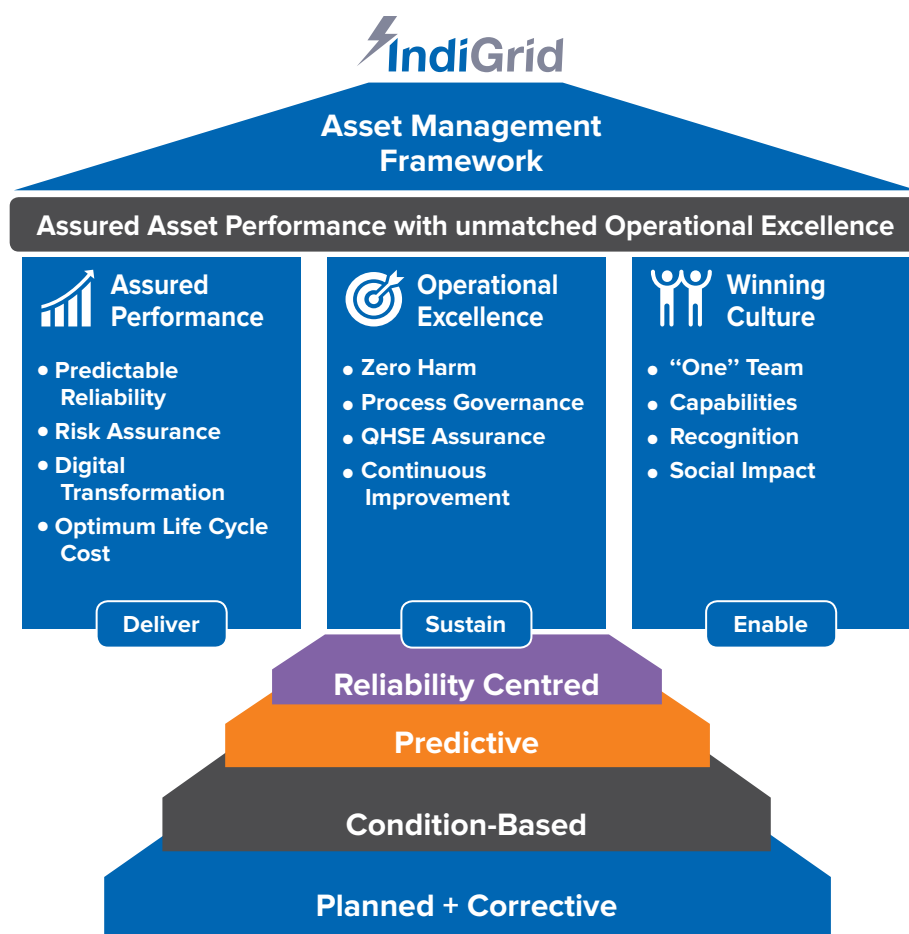 IndiGrid
Asset Management
Framework
Assured Asset Performance with unmatched Operational Excellence
Assured
Performance
• Predictable
Reliability
• Risk Assurance
• Digital
Transformation
• Optimum Life Cycle
Cost
Deliver
Operational
Excellence
• Zero Harm
• Process Governance
• QHSE Assurance
• Continuous
Improvement
Sustain
Winning
Culture
• “One” Team
• Capabilities
• Recognition
• Social Impact
Enable
Reliability Centred
Predictive
Condition-Based
Planned + Corrective